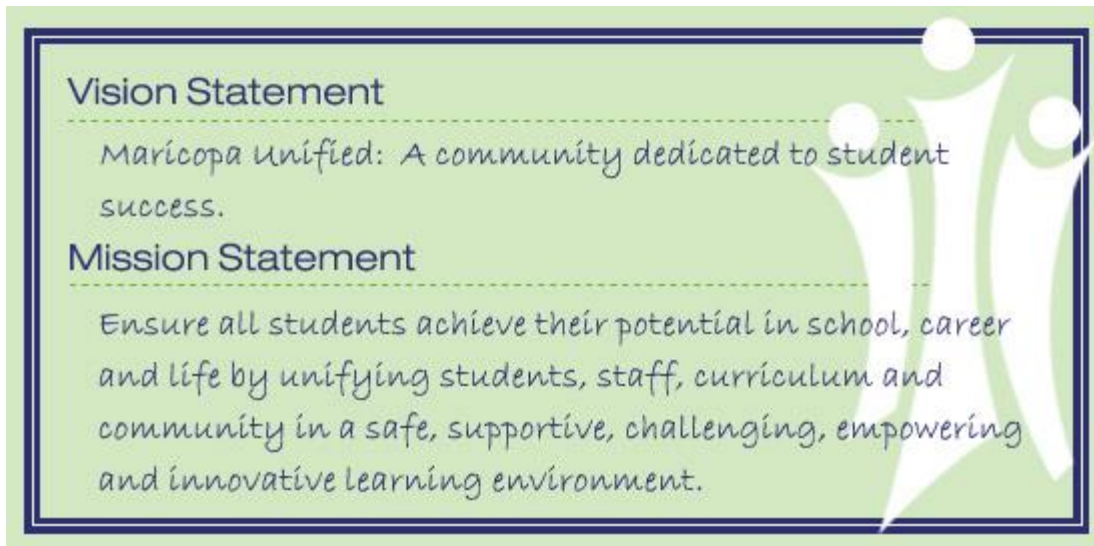 Vision Statement
Maricopa Unified: A community dedicated to student
success.
Mission Statement
Ensure all students achieve their potential in school, career
and life by unifying students, staff, curriculum and
community in a safe, supportive, challenging, empowering
and innovative learning environment.